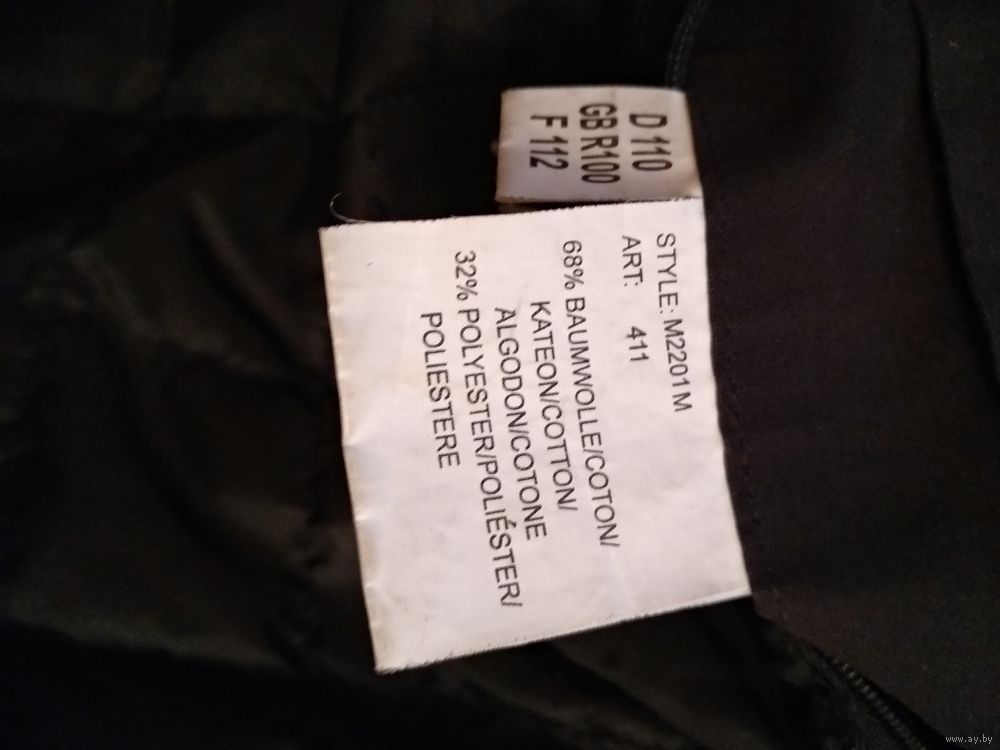 D 110
GB R100
F 112
STYLE: M2201M
ART: 411
68% BAUMWOLLE/COTON/
KATEON/COTTON/
ALGODON/COTONE
32% POLYESTER/POLIÉSTER/
POLIESTERE
www.ay.by